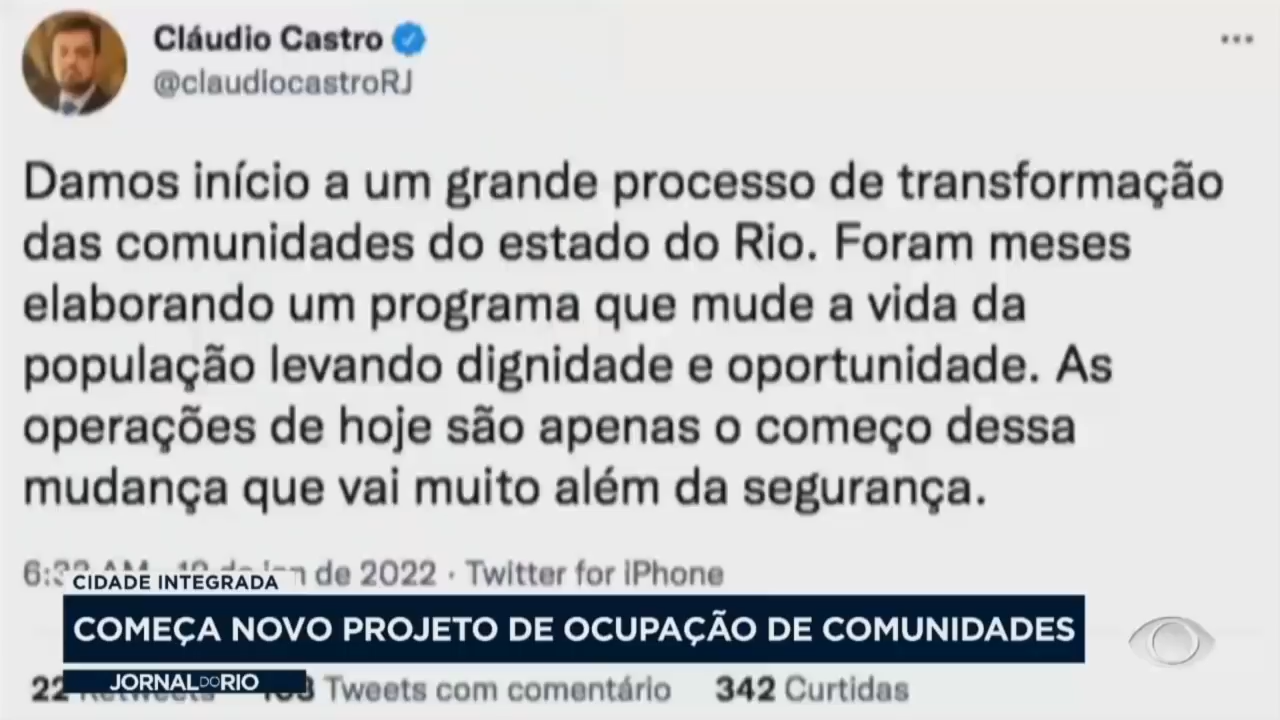 Cláudio Castro
@claudiocastroRJ
Damos início a um grande processo de transformação
das comunidades do estado do Rio. Foram meses
elaborando um programa que mude a vida da
população levando dignidade e oportunidade. As
operações de hoje são apenas o começo dessa
mudança que vai muito além da segurança.
de 2022 · Twitter for iPhone
CIDADE INTEGRADA
COMEÇA NOVO PROJETO DE OCUPAÇÃO DE COMUNIDADES
JORNAL DO RIO
22 Tweets com comentário 342 Curtidas